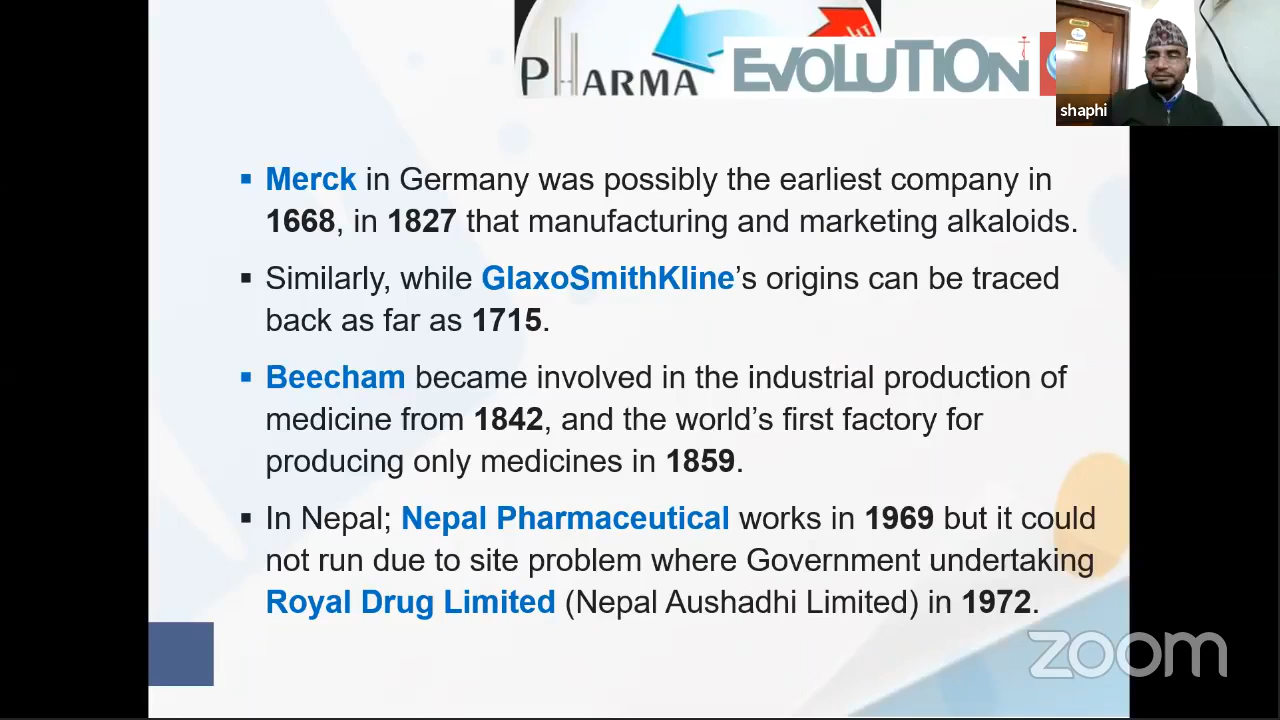 PHARMA EVOLUTION
shaphi
Merck in Germany was possibly the earliest company in
1668, in 1827 that manufacturing and marketing alkaloids.
Similarly, while GlaxoSmithKline’s origins can be traced
back as far as 1715.
Beecham became involved in the industrial production of
medicine from 1842, and the world’s first factory for
producing only medicines in 1859.
In Nepal; Nepal Pharmaceutical works in 1969 but it could
not run due to site problem where Government undertaking
Royal Drug Limited (Nepal Aushadhi Limited) in 1972.
zoom